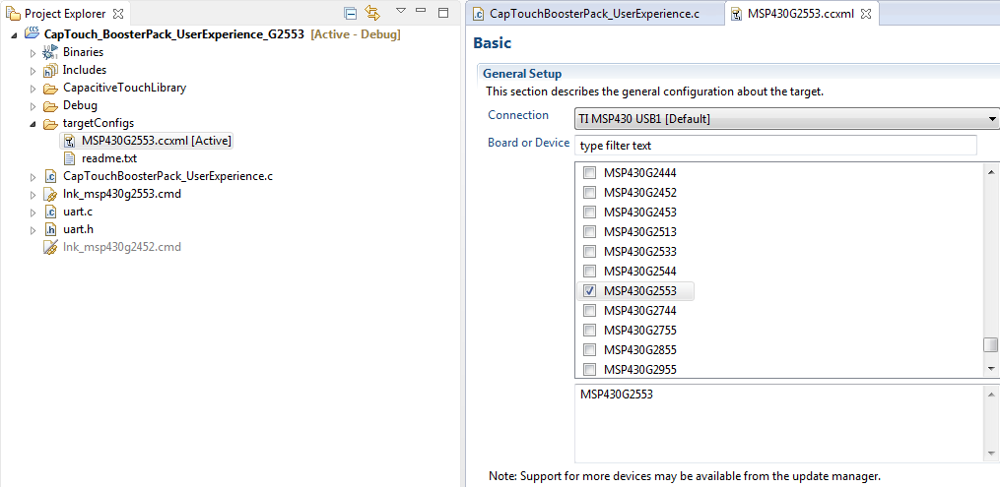 Project Explorer
CapTouch_BoosterPack_UserExperience_G2553 [Active - Debug]
Binaries
Includes
CapacitiveTouchLibrary
Debug
targetConfigs
MSP430G2553.ccxml [Active]
readme.txt
CapTouchBoosterPack_UserExperience.c
lnk_msp430g2553.cmd
uart.c
uart.h
lnk_msp430g2452.cmd
CapTouchBoosterPack_UserExperience.c
MSP430G2553.ccxml
Basic
General Setup
This section describes the general configuration about the target.
Connection
TI MSP430 USB1 [Default]
Board or Device
type filter text
MSP430G2444
MSP430G2452
MSP430G2453
MSP430G2513
MSP430G2533
MSP430G2544
MSP430G2553
MSP430G2744
MSP430G2755
MSP430G2855
MSP430G2955
MSP430G2553
Note: Support for more devices may be available from the update manager.